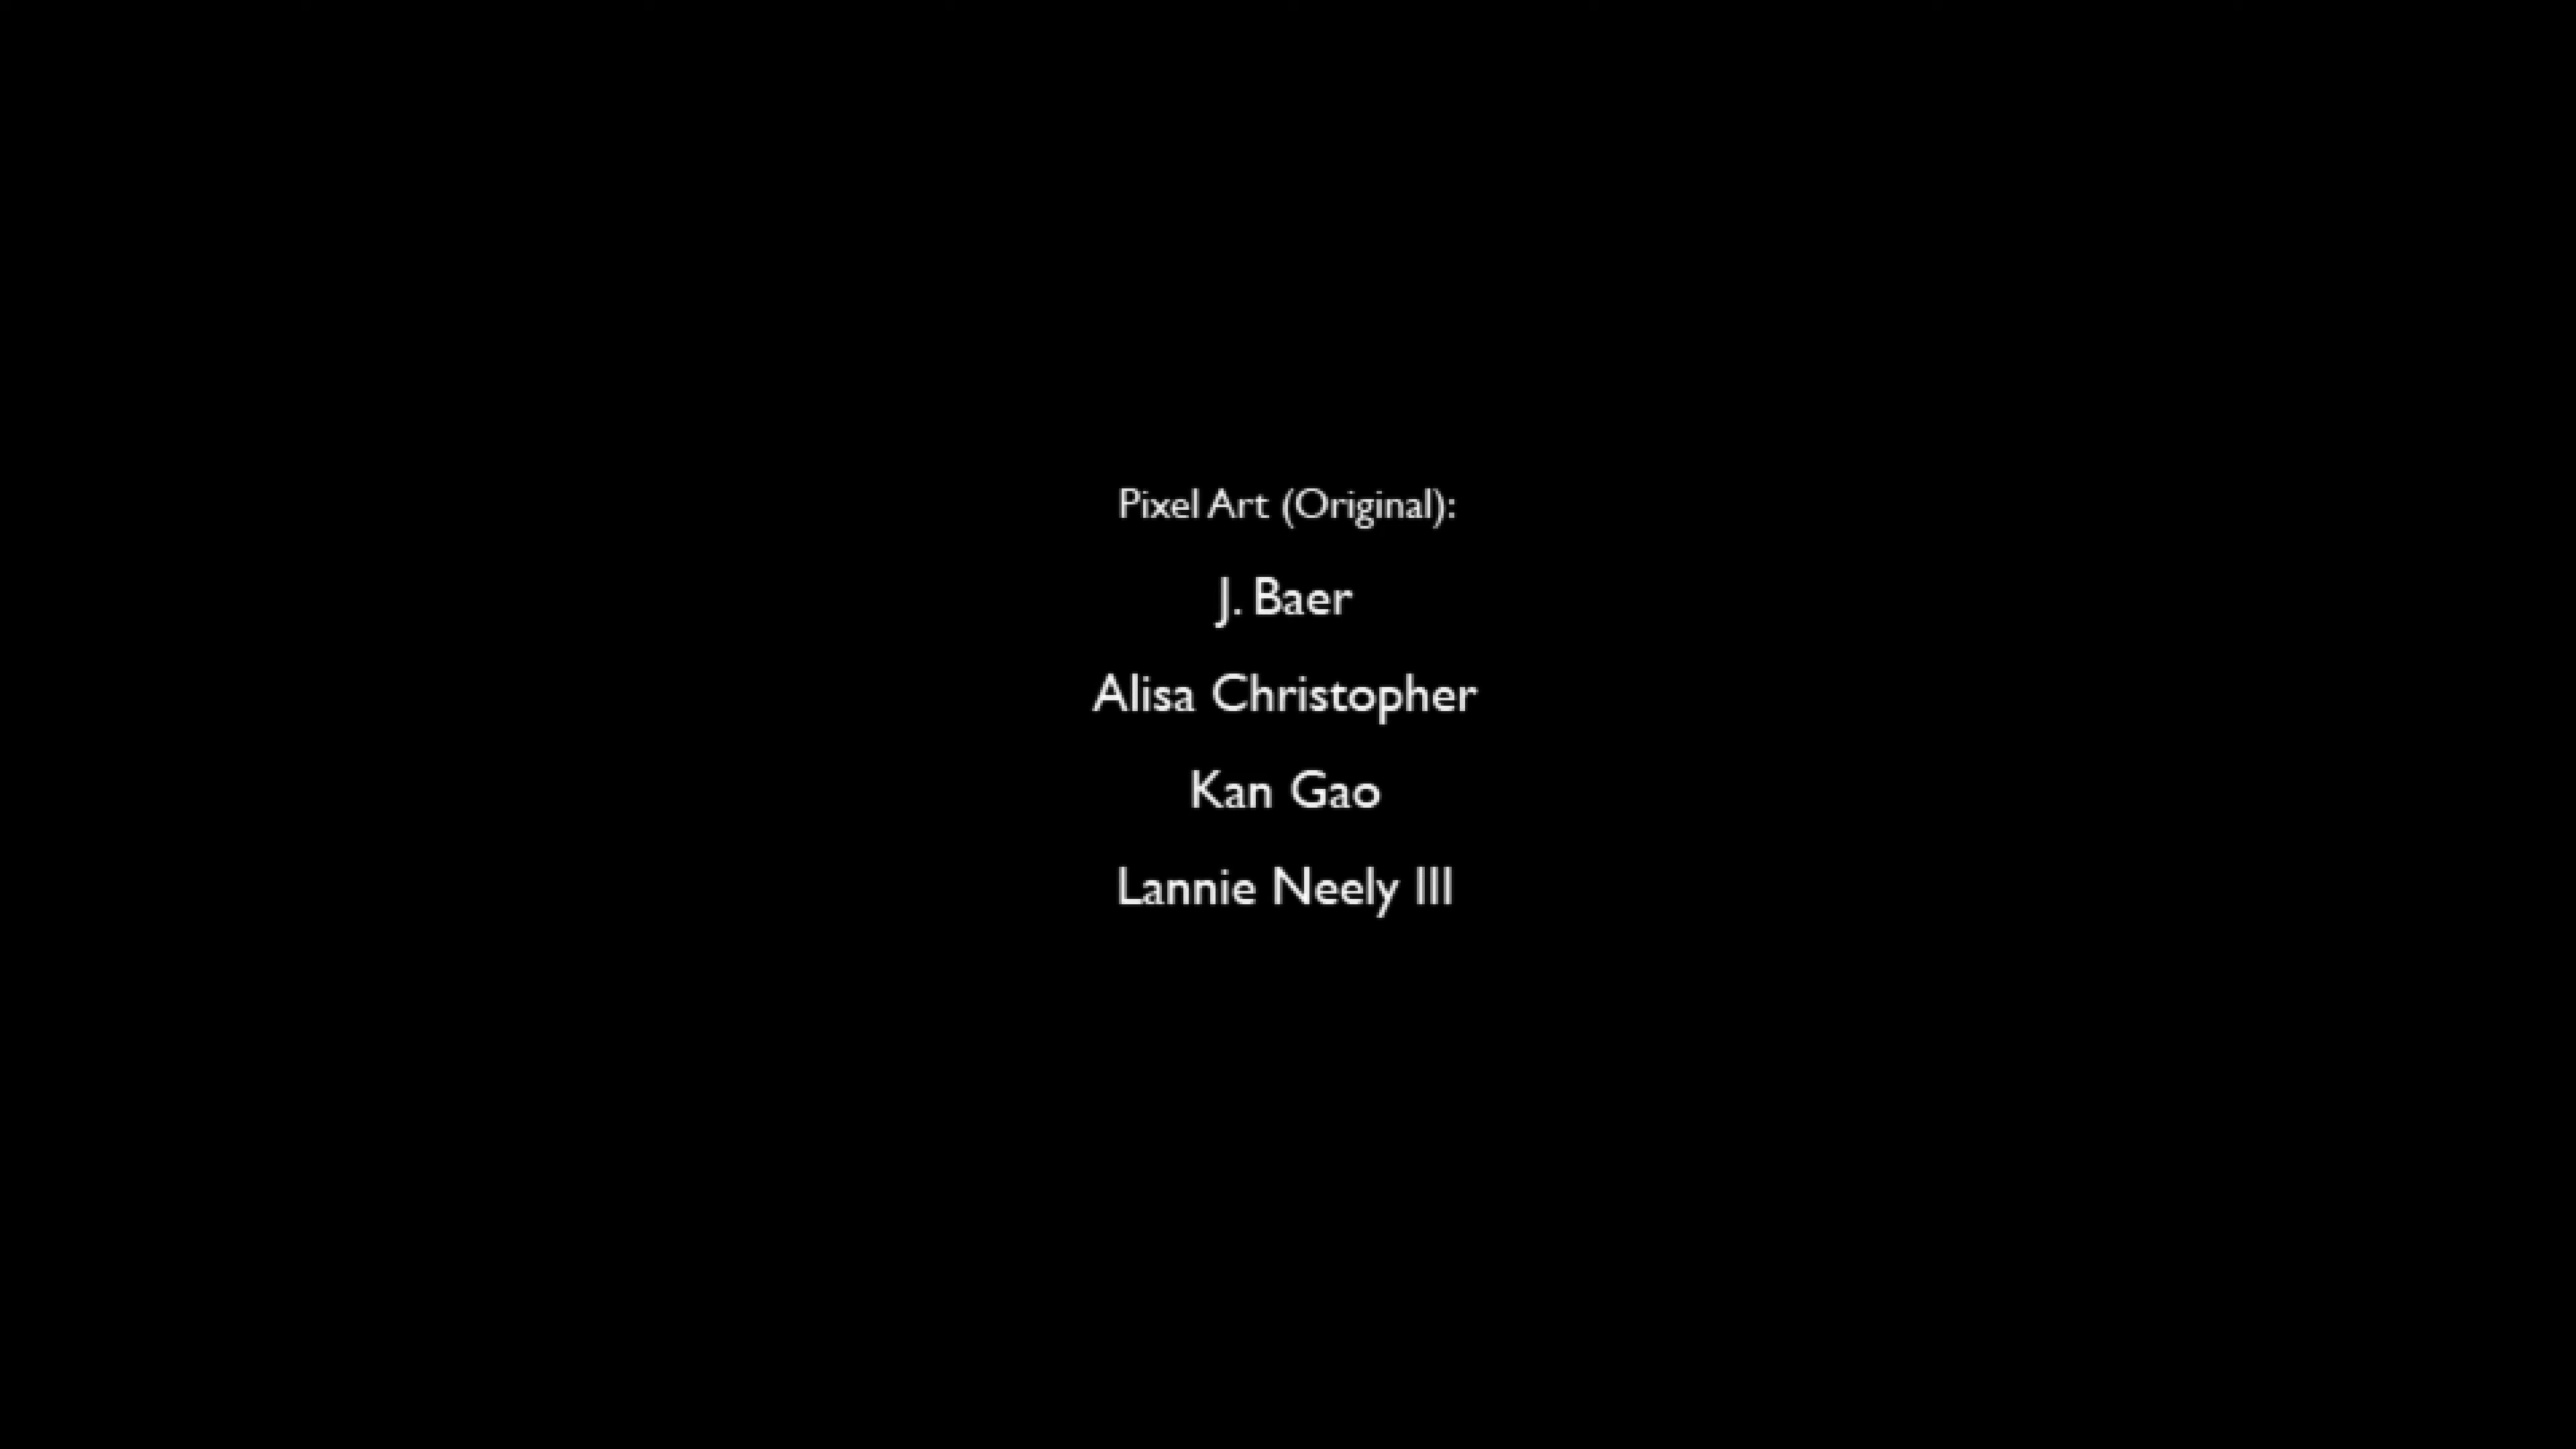 Pixel Art (Original):
J. Baer
Alisa Christopher
Kan Gao
Lannie Neely III